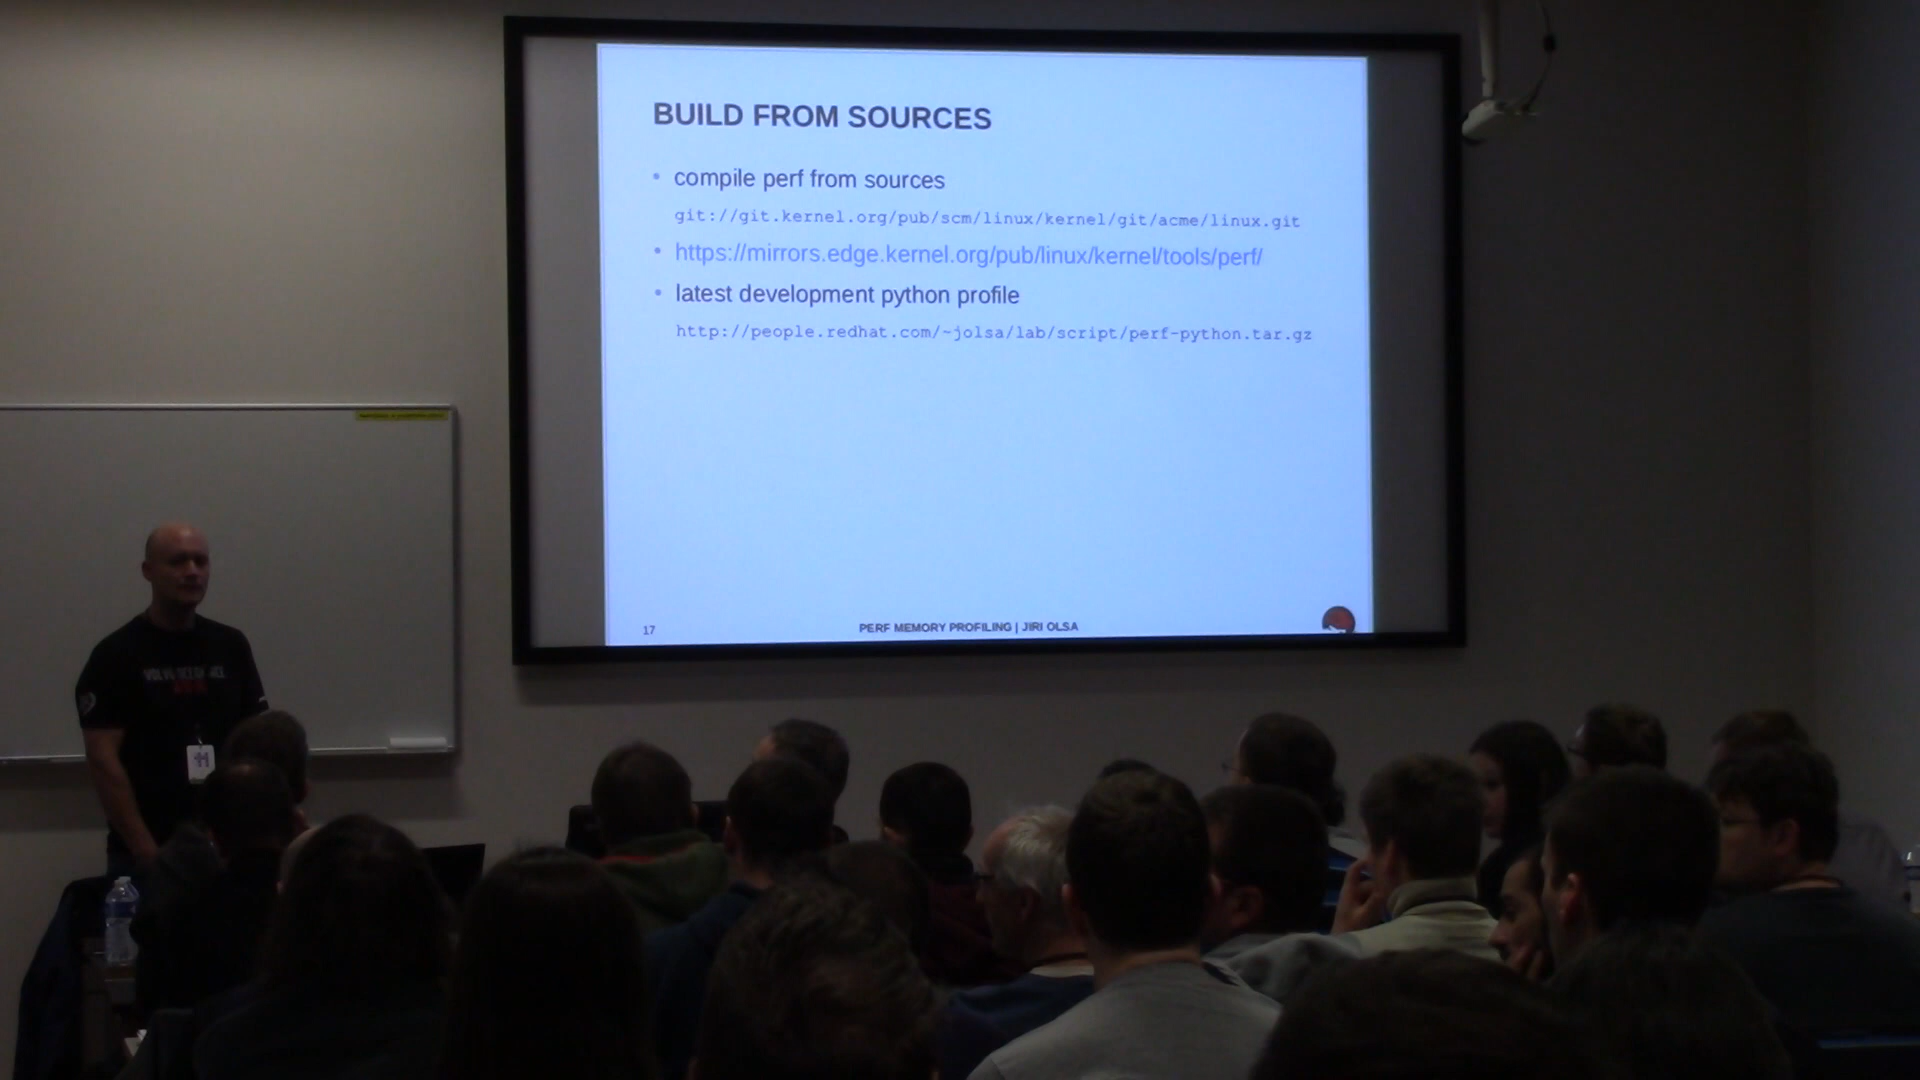 BUILD FROM SOURCES
• compile perf from sources
git://git.kernel.org/pub/scm/linux/kernel/git/acme/linux.git
• https://mirrors.edge.kernel.org/pub/linux/kernel/tools/perf/
• latest development python profile
http://people.redhat.com/~jolsa/lab/script/perf-python.tar.gz
17
PERF MEMORY PROFILING | JIRI OLSA